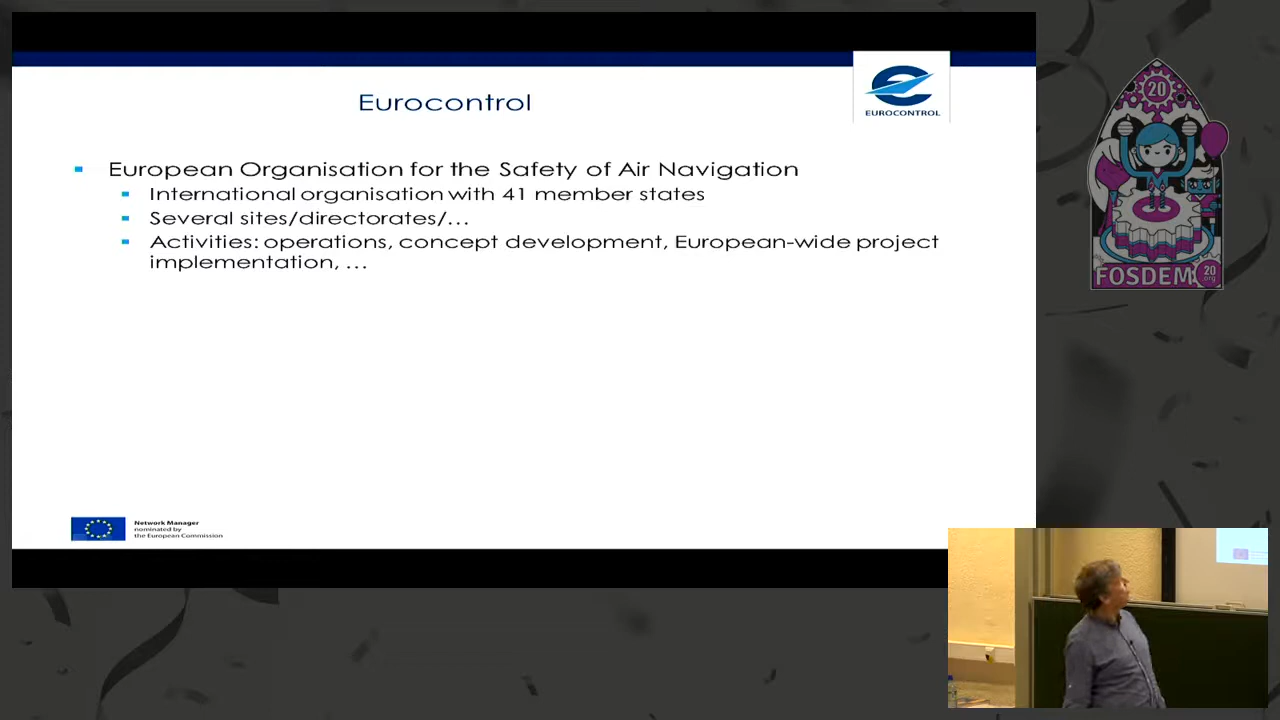 Eurocontrol
EUROCONTROL
European Organisation for the Safety of Air Navigation
International organisation with 41 member states
Several sites/directorates/...
Activities: operations, concept development, European-wide project
implementation, ...
Network Manager
nominated by
the European Commission
20
FOSDEM
20
.org